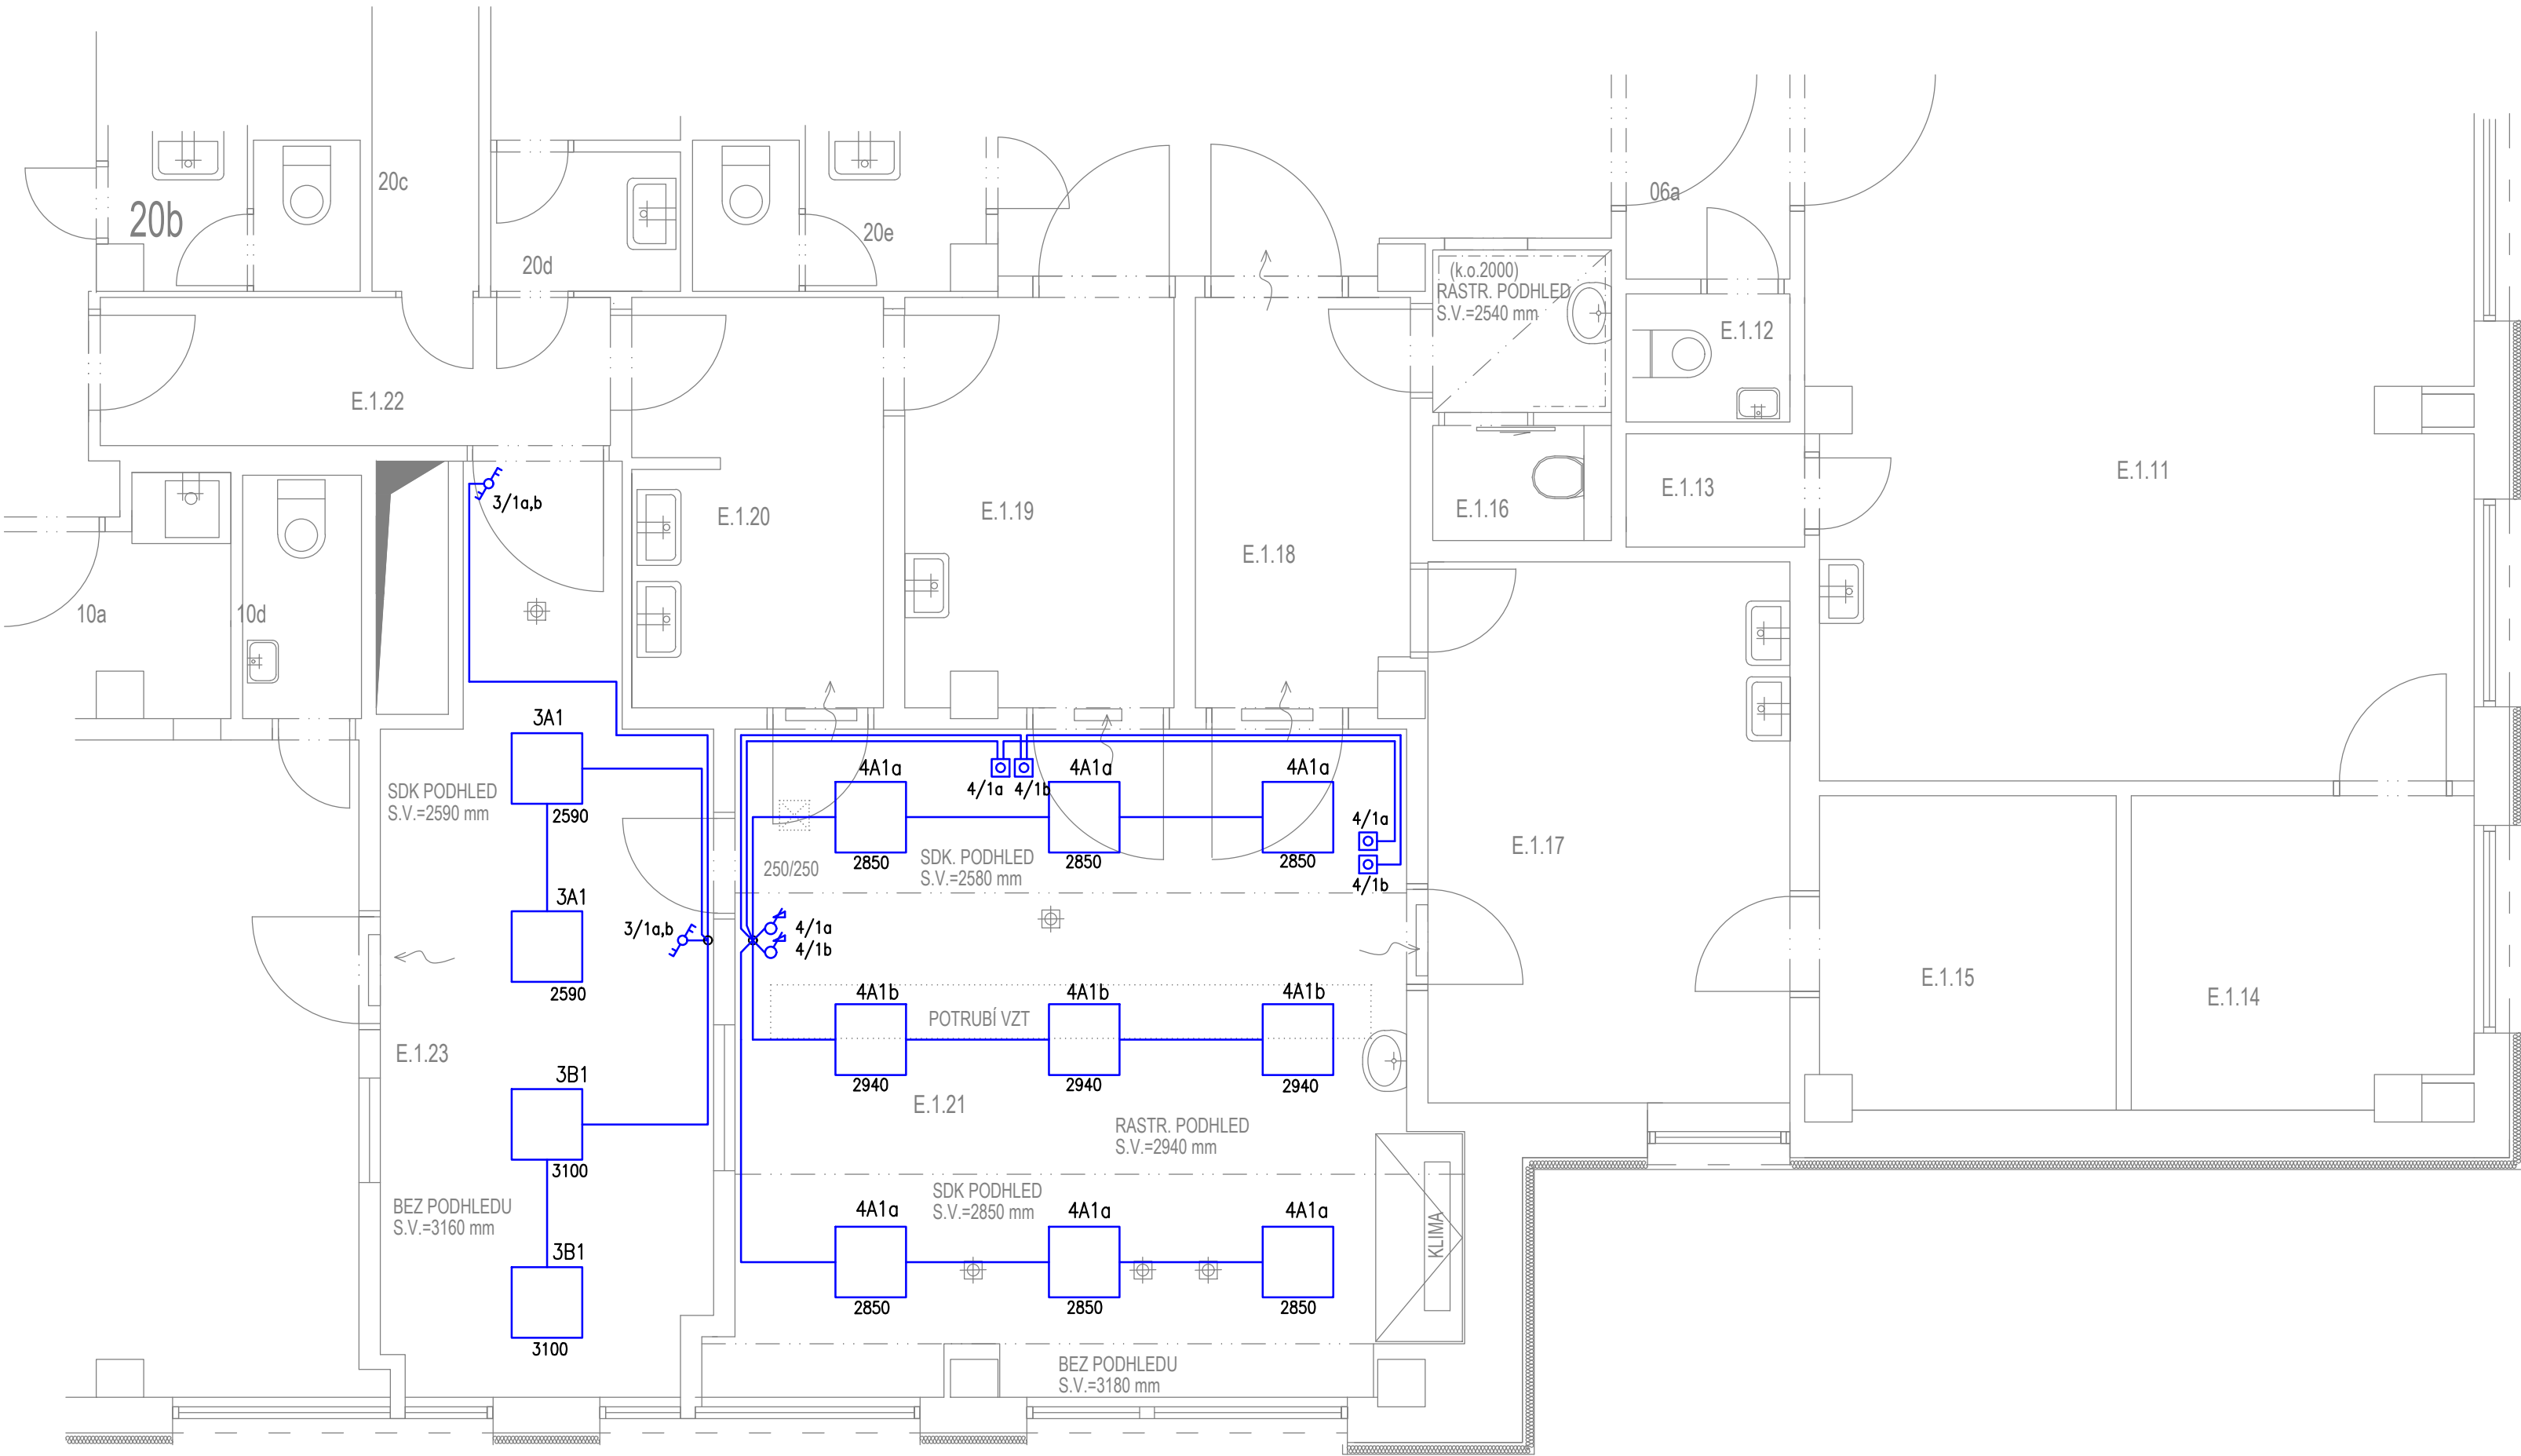 20c
20b
20e
20d
06a
(k.o.2000)
RASTR. PODHLED
S.V.=2540 mm
E.1.12
E.1.22
E.1.11
3/1a,b
E.1.20
E.1.19
E.1.16
E.1.13
E.1.18
10a
10d
3A1
2590
SDK PODHLED
S.V.=2590 mm
4A1a
4A1a
4A1a
4/1a
4/1b
2850
2850
2850
4/1a
4/1b
250/250
SDK. PODHLED
S.V.=2580 mm
E.1.17
3A1
2590
3/1a,b
4/1a
4/1b
E.1.15
E.1.14
4A1b
4A1b
4A1b
POTRUBÍ VZT
2940
2940
2940
E.1.23
3B1
3100
E.1.21
RASTR. PODHLED
S.V.=2940 mm
SDK PODHLED
S.V.=2850 mm
BEZ PODHLEDU
S.V.=3160 mm
4A1a
4A1a
4A1a
KLIMA
3B1
3100
2850
2850
2850
BEZ PODHLEDU
S.V.=3180 mm